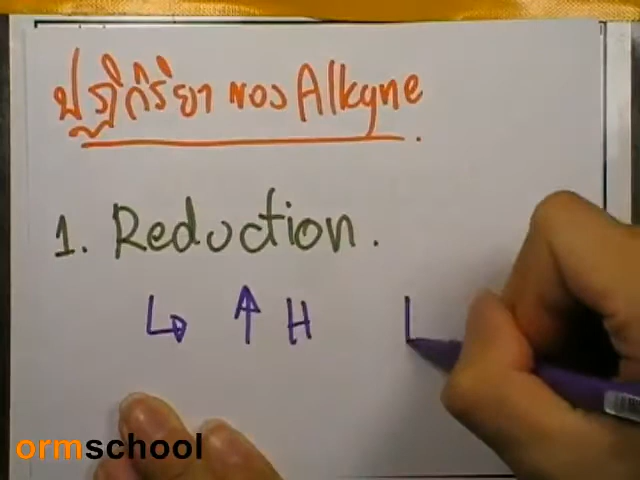 ปฏิกิริยา ของ Alkyne.
1. Reduction.
↳ ↑ H
ormschool